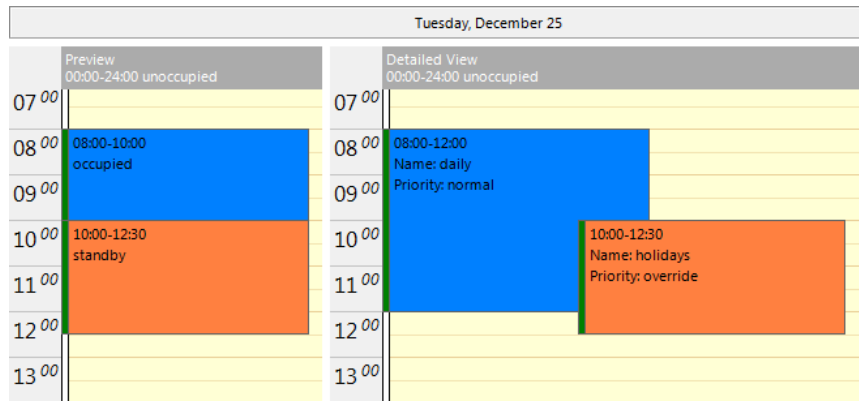 Tuesday, December 25
Preview
00:00-24:00 unoccupied
07 00
08 00
08:00-10:00
occupied
09 00
10 00
10:00-12:30
standby
11 00
12 00
13 00
Detailed View
00:00-24:00 unoccupied
07 00
08 00
08:00-12:00
Name: daily
Priority: normal
09 00
10 00
10:00-12:30
Name: holidays
Priority: override
11 00
12 00
13 00